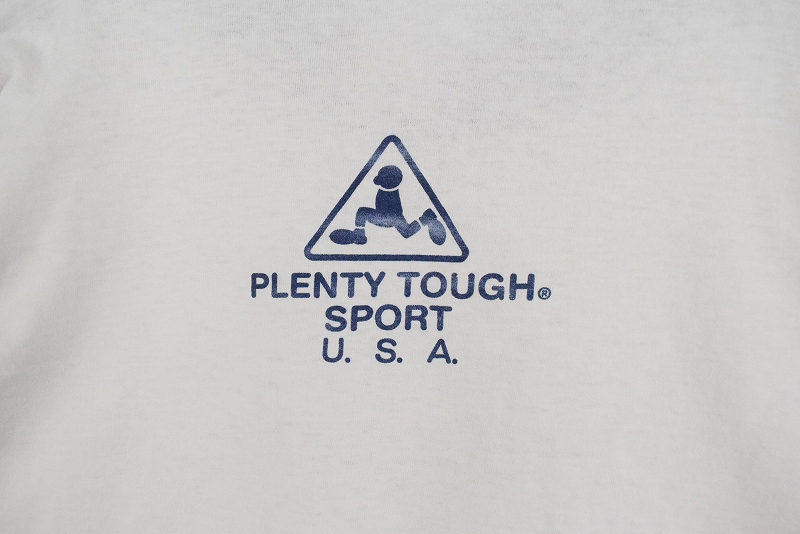 PLENTY TOUGH®
SPORT
U. S. A.